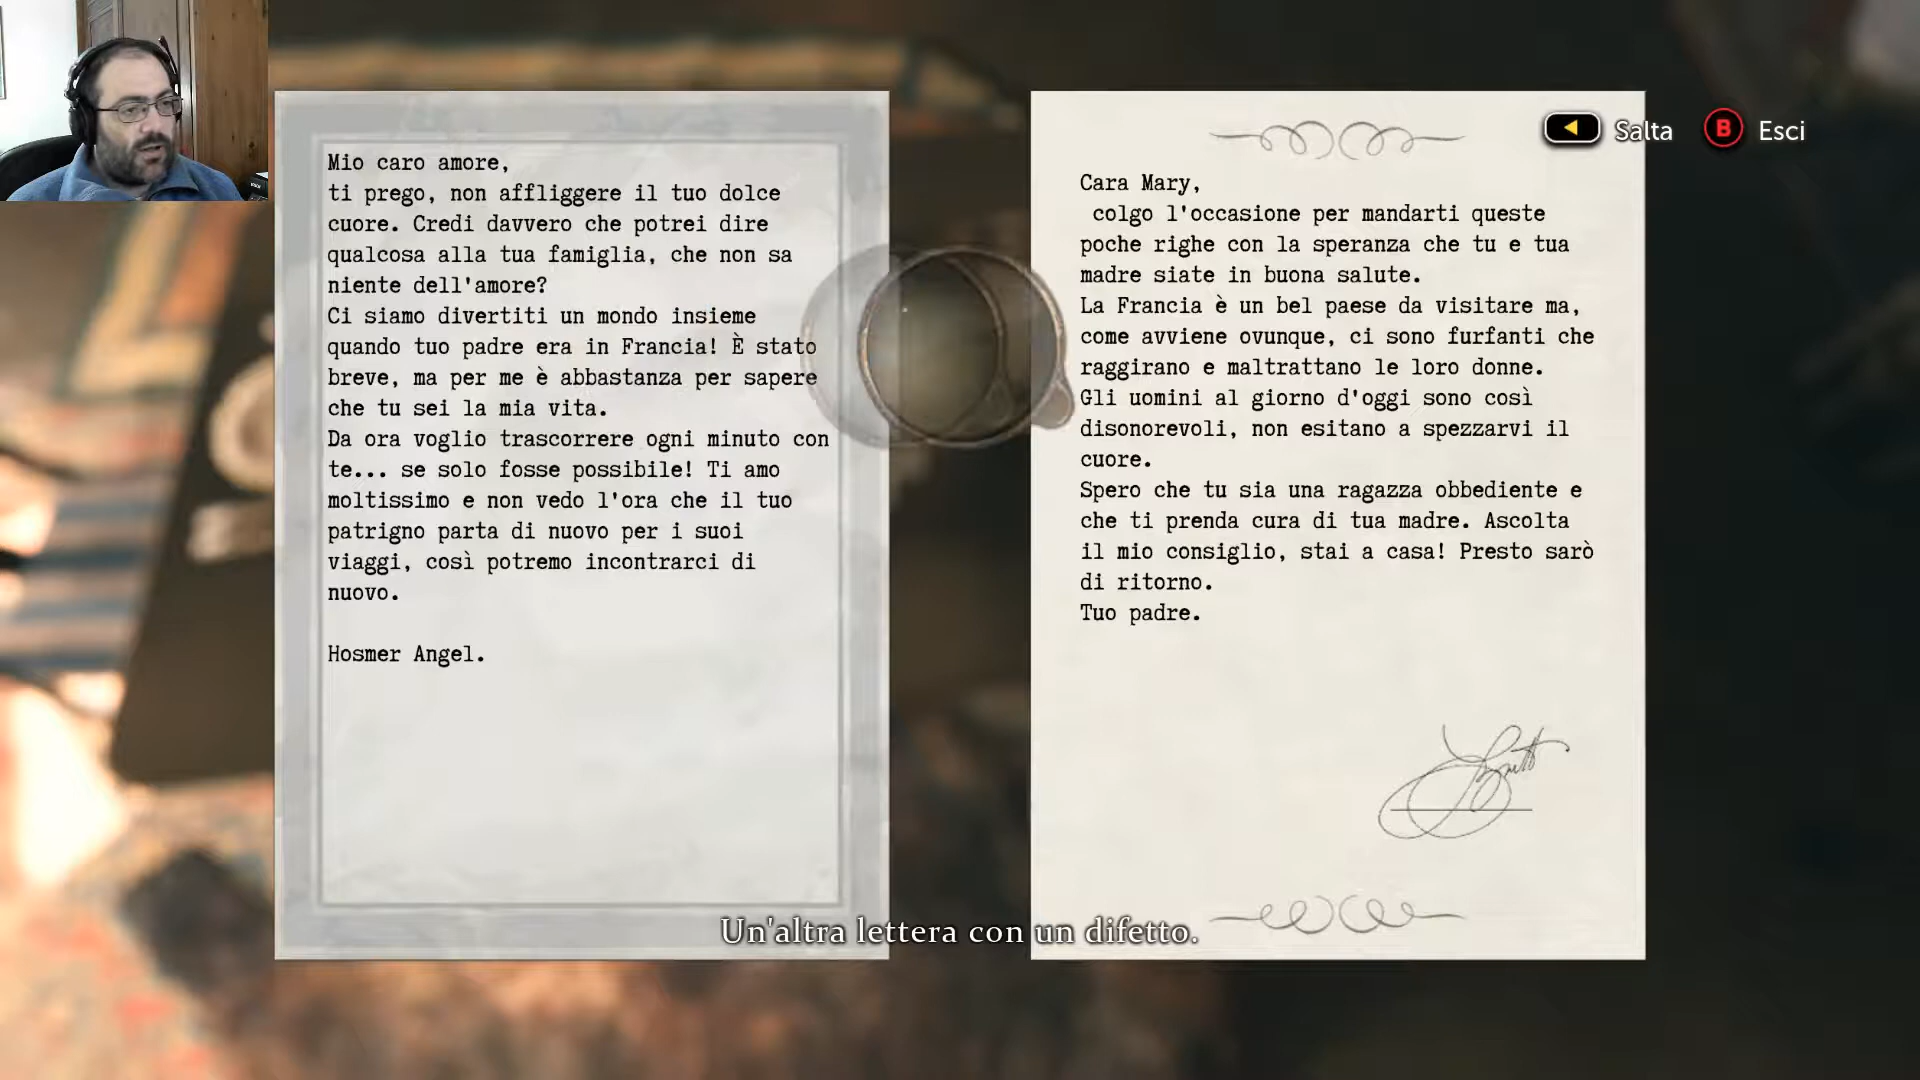 Mio caro amore,
ti prego, non affliggere il tuo dolce
cuore. Credi davvero che potrei dire
qualcosa alla tua famiglia, che non sa
niente dell'amore?
Ci siamo divertiti un mondo insieme
quando tuo padre era in Francia! È stato
breve, ma per me è abbastanza per sapere
che tu sei la mia vita.
Da ora voglio trascorrere ogni minuto con
te... se solo fosse possibile! Ti amo
moltissimo e non vedo l'ora che il tuo
patrigno parta di nuovo per i suoi
viaggi, così potremo incontrarci di
nuovo.
Hosmer Angel.
Cara Mary,
colgo l'occasione per mandarti queste
poche righe con la speranza che tu e tua
madre siate in buona salute.
La Francia è un bel paese da visitare ma,
come avviene ovunque, ci sono furfanti che
raggirano e maltrattano le loro donne.
Gli uomini al giorno d'oggi sono così
disonorevoli, non esitano a spezzarvi il
cuore.
Spero che tu sia una ragazza obbediente e
che ti prenda cura di tua madre. Ascolta
il mio consiglio, stai a casa! Presto sarò
di ritorno.
Tuo padre.
Salta
B Esci
Un'altra lettera con un difetto.